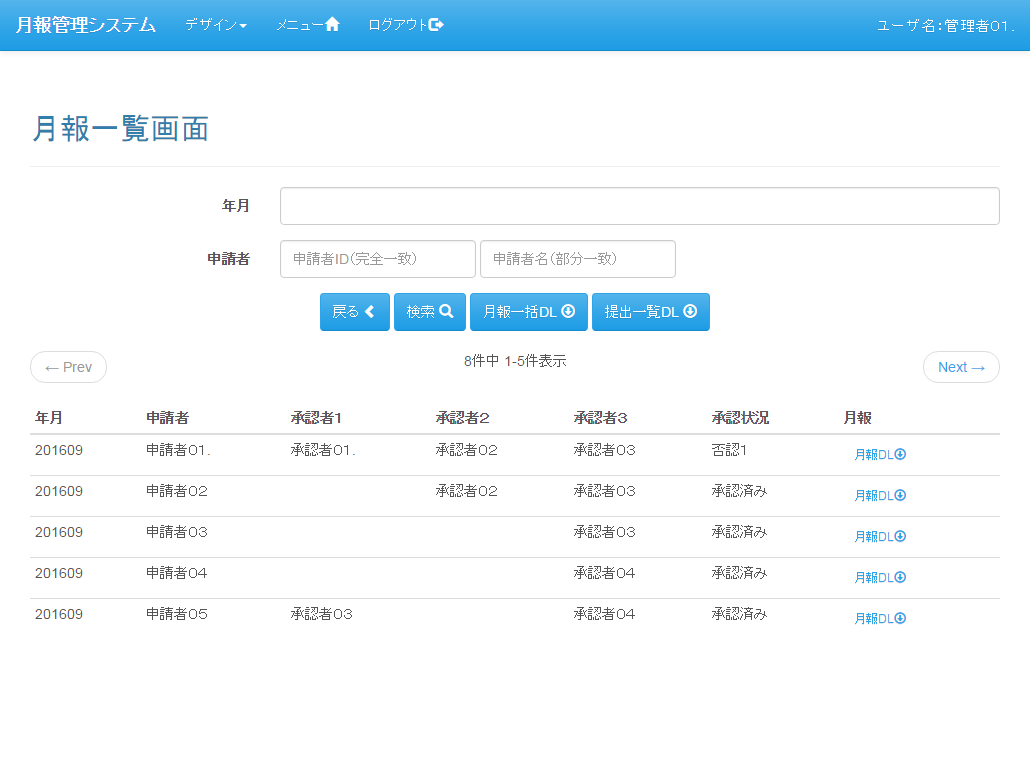 月報管理システム デザイン メニュー ログアウト ユーザ名:管理者01.
月報一覧画面
年月
申請者 申請者ID(完全一致) 申請者名(部分一致)
戻る 検索 月報一括DL 提出一覧DL
← Prev 8件中 1-5件表示 Next →
年月 申請者 承認者1 承認者2 承認者3 承認状況 月報
201609 申請者01. 承認者01. 承認者02 承認者03 否認1 月報DL
201609 申請者02 承認者02 承認者03 承認済み 月報DL
201609 申請者03 承認者03 承認済み 月報DL
201609 申請者04 承認者04 承認済み 月報DL
201609 申請者05 承認者03 承認者04 承認済み 月報DL